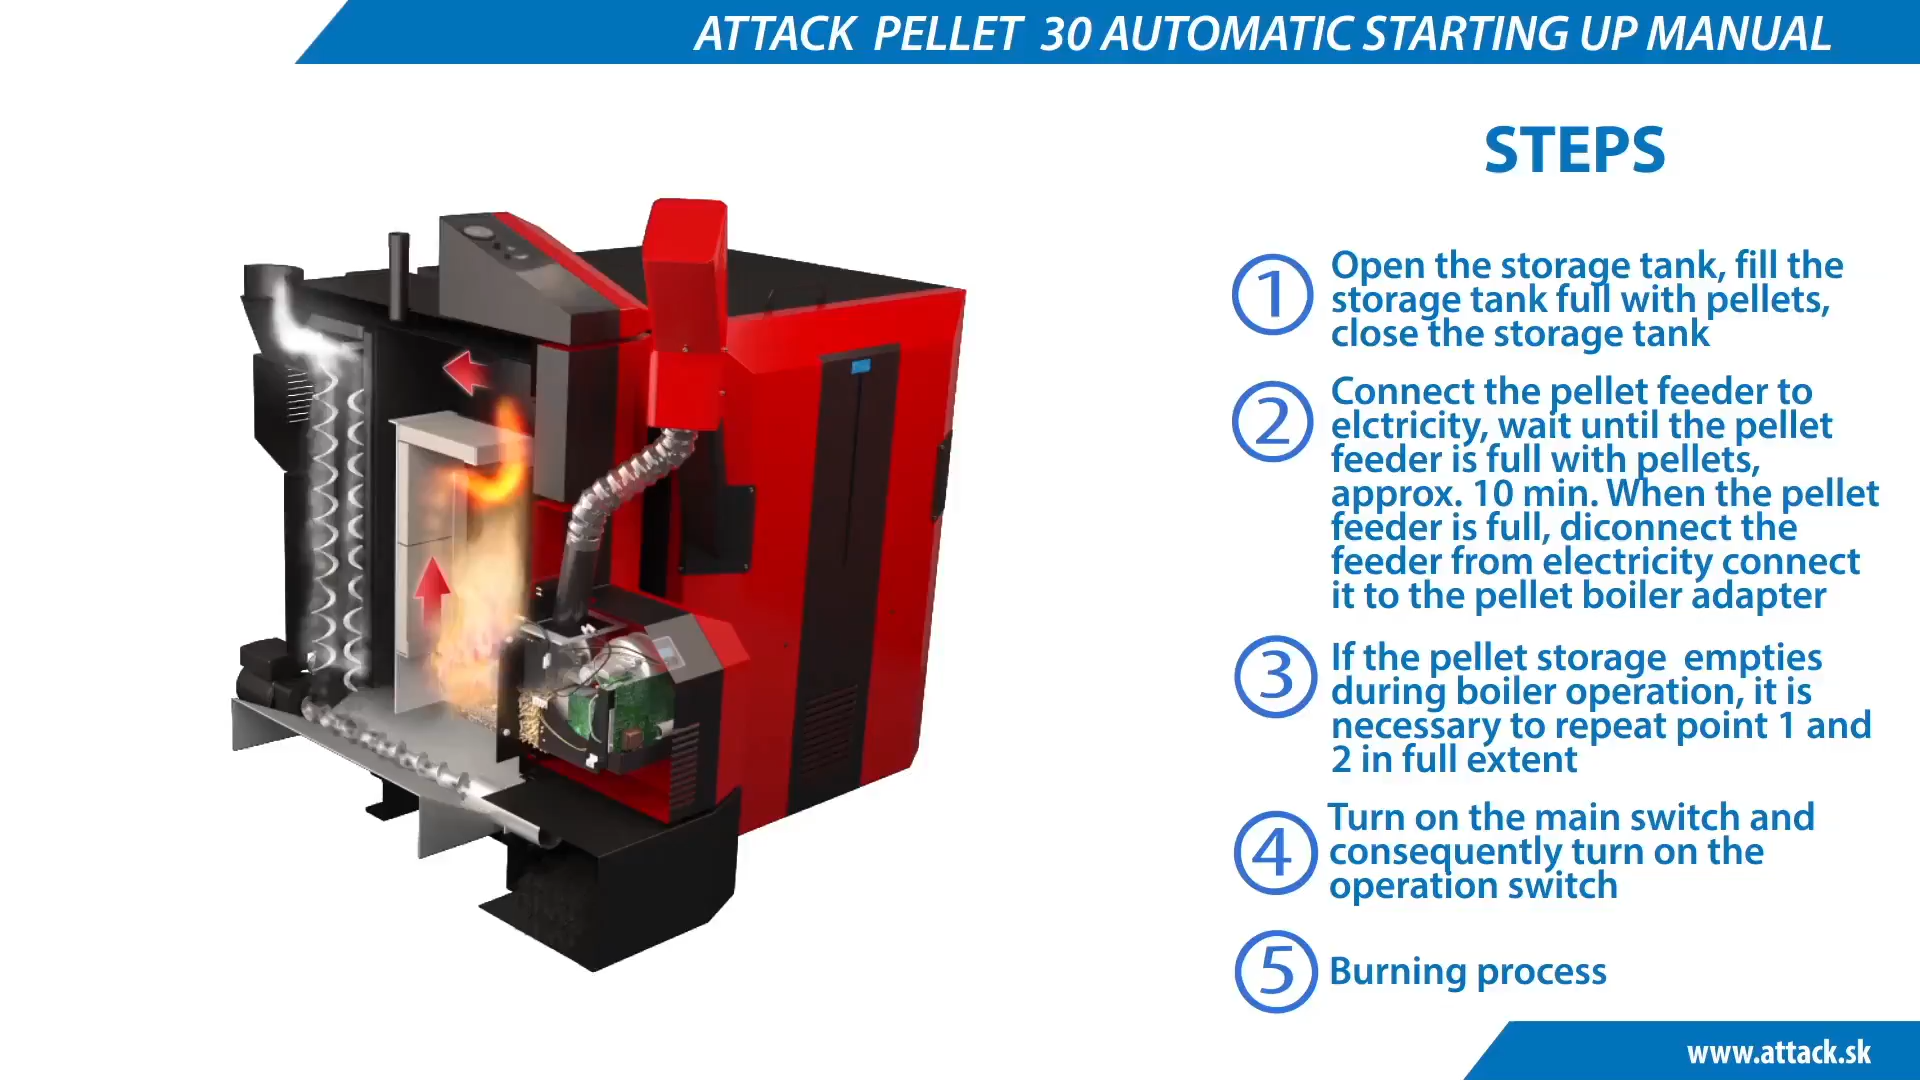 ATTACK PELLET 30 AUTOMATIC STARTING UP MANUAL
STEPS
1 Open the storage tank, fill the
storage tank full with pellets,
close the storage tank
2 Connect the pellet feeder to
elctricity, wait until the pellet
feeder is full with pellets,
approx. 10 min. When the pellet
feeder is full, diconnect the
feeder from electricity connect
it to the pellet boiler adapter
3 If the pellet storage empties
during boiler operation, it is
necessary to repeat point 1 and
2 in full extent
4 Turn on the main switch and
consequently turn on the
operation switch
5 Burning process
www.attack.sk